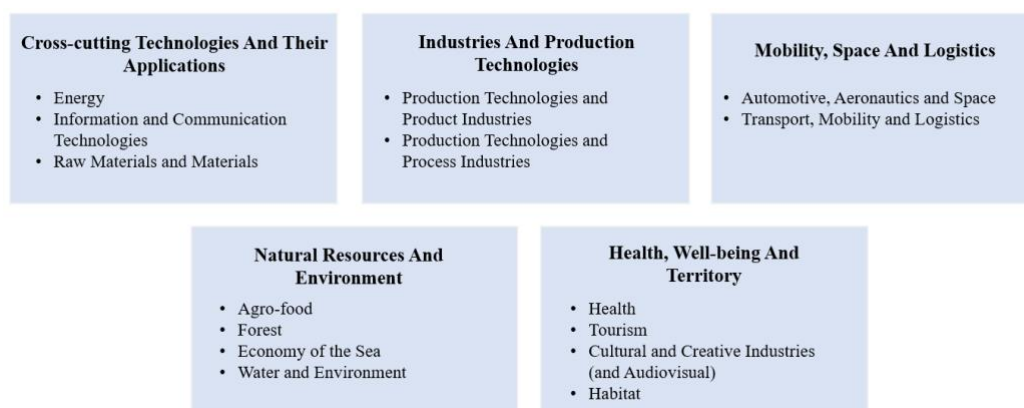 Cross-cutting Technologies And Their
Applications
• Energy
• Information and Communication
Technologies
• Raw Materials and Materials
Industries And Production
Technologies
• Production Technologies and
Product Industries
• Production Technologies and
Process Industries
Mobility, Space And Logistics
• Automotive, Aeronautics and Space
• Transport, Mobility and Logistics
Natural Resources And
Environment
• Agro-food
• Forest
• Economy of the Sea
• Water and Environment
Health, Well-being And
Territory
• Health
• Tourism
• Cultural and Creative Industries
(and Audiovisual)
• Habitat